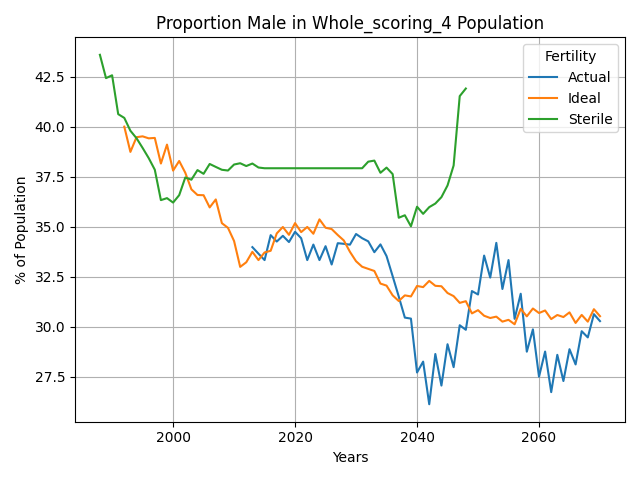 Proportion Male in Whole_scoring_4 Population
% of Population
42.5
40.0
37.5
35.0
32.5
30.0
27.5
Fertility
Actual
Ideal
Sterile
2000
2020
2040
2060
Years